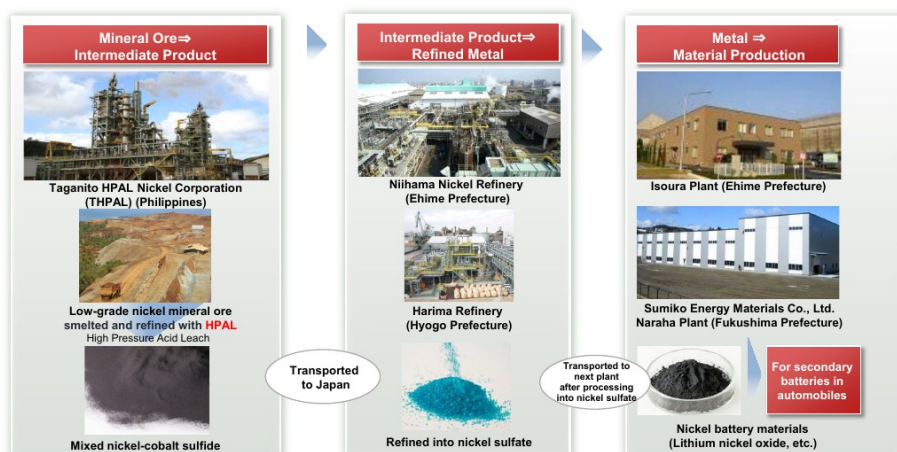 Mineral Ore⇒
Intermediate Product
Taganito HPAL Nickel Corporation
(THPAL) (Philippines)
Low-grade nickel mineral ore
smelted and refined with HPAL
High Pressure Acid Leach
Mixed nickel-cobalt sulfide
Transported
to Japan
Intermediate Product⇒
Refined Metal
Niihama Nickel Refinery
(Ehime Prefecture)
Harima Refinery
(Hyogo Prefecture)
Refined into nickel sulfate
Transported to
next plant
after processing
into nickel sulfate
Metal ⇒
Material Production
Isoura Plant (Ehime Prefecture)
Sumiko Energy Materials Co., Ltd.
Naraha Plant (Fukushima Prefecture)
Nickel battery materials
(Lithium nickel oxide, etc.)
For secondary
batteries in
automobiles